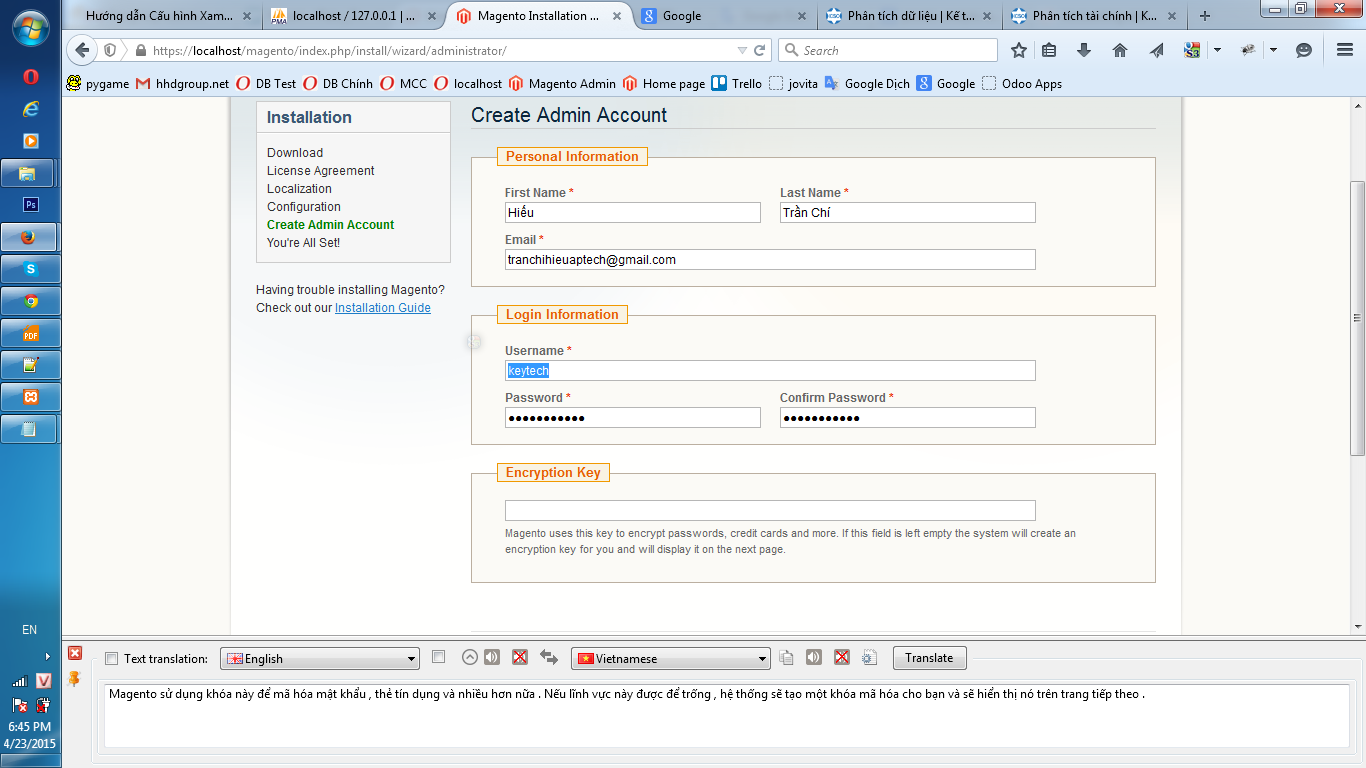 Hướng dẫn Cấu hình Xam...
localhost / 127.0.0.1 | ...
Magento Installation ...
Google
Phân tích dữ liệu | Kế t...
Phân tích tài chính | K...
https://localhost/magento/index.php/install/wizard/administrator/
Search
pygame
hhdgroup.net
DB Test
DB Chính
MCC
localhost
Magento Admin
Home page
Trello
jovita
Google Dịch
Google
Odoo Apps
Installation
Download
License Agreement
Localization
Configuration
Create Admin Account
You're All Set!
Having trouble installing Magento?
Check out our Installation Guide
Create Admin Account
Personal Information
First Name *
Last Name *
Hiếu
Trần Chí
Email *
tranchihieuaptech@gmail.com
Login Information
Username *
keytech
Password *
Confirm Password *
Encryption Key
Magento uses this key to encrypt passwords, credit cards and more. If this field is left empty the system will create an
encryption key for you and will display it on the next page.
Text translation:
English
Vietnamese
Translate
Magento sử dụng khóa này để mã hóa mật khẩu , thẻ tín dụng và nhiều hơn nữa . Nếu lĩnh vực này được để trống , hệ thống sẽ tạo một khóa mã hóa cho bạn và sẽ hiển thị nó trên trang tiếp theo .
Ps
PDF
EN
6:45 PM
4/23/2015